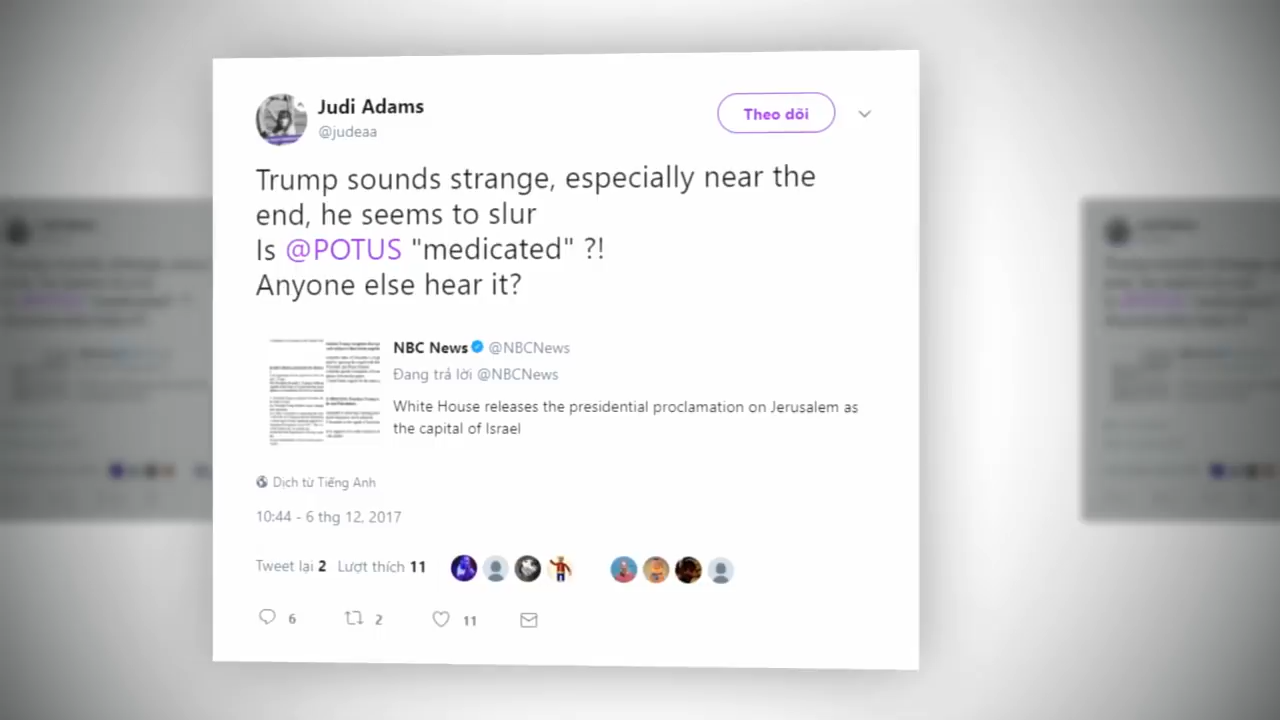 Judi Adams
@judeaa
Theo dõi
Trump sounds strange, especially near the
end, he seems to slur
Is @POTUS "medicated" ?!
Anyone else hear it?
NBC News @NBCNews
Đang trả lời @NBCNews
White House releases the presidential proclamation on Jerusalem as
the capital of Israel
Dịch từ Tiếng Anh
10:44 - 6 thg 12, 2017
Tweet lại 2 Lượt thích 11
6 2 11